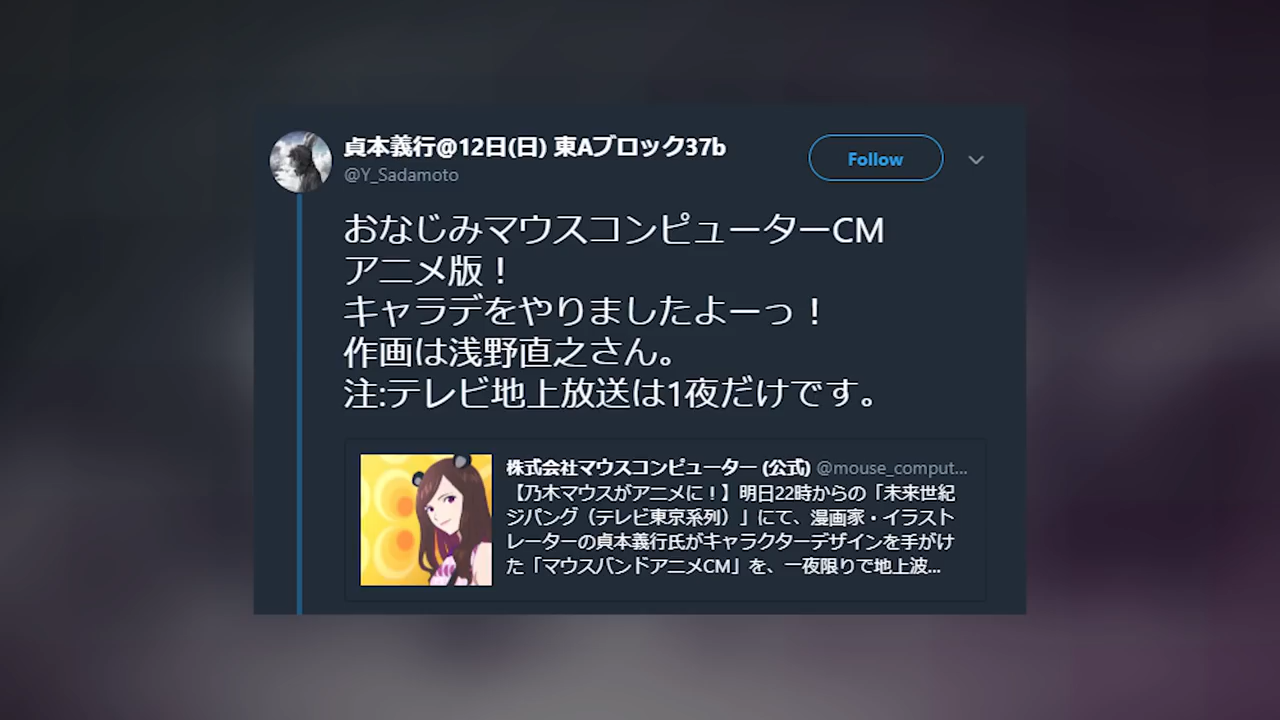 貞本義行@12日(日) 東Aブロック37b
@Y_Sadamoto
Follow
おなじみマウスコンピューターCM
アニメ版！
キャラデをやりましたよーっ！
作画は浅野直之さん。
注:テレビ地上放送は1夜だけです。
株式会社マウスコンピューター (公式) @mouse_comput...
【乃木マウスがアニメに！】明日22時からの「未来世紀
ジパング（テレビ東京系列）」にて、漫画家・イラスト
レーターの貞本義行氏がキャラクターデザインを手がけ
た「マウスバンドアニメCM」を、一夜限りで地上波...